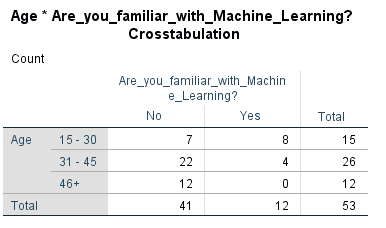 Age * Are_you_familiar_with_Machine_Learning?
Crosstabulation
Count
Are_you_familiar_with_Machin
e_Learning?
No Yes Total
Age 15 - 30 7 8 15
31 - 45 22 4 26
46+ 12 0 12
Total 41 12 53